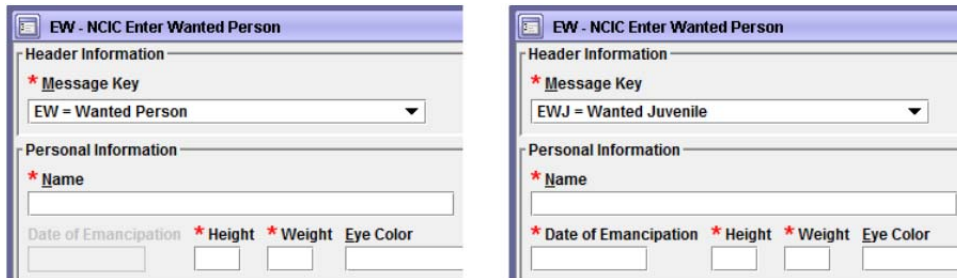 EW - NCIC Enter Wanted Person
Header Information
* Message Key
EW = Wanted Person
Personal Information
* Name
Date of Emancipation * Height * Weight Eye Color
EW - NCIC Enter Wanted Person
Header Information
* Message Key
EWJ = Wanted Juvenile
Personal Information
* Name
* Date of Emancipation * Height * Weight Eye Color